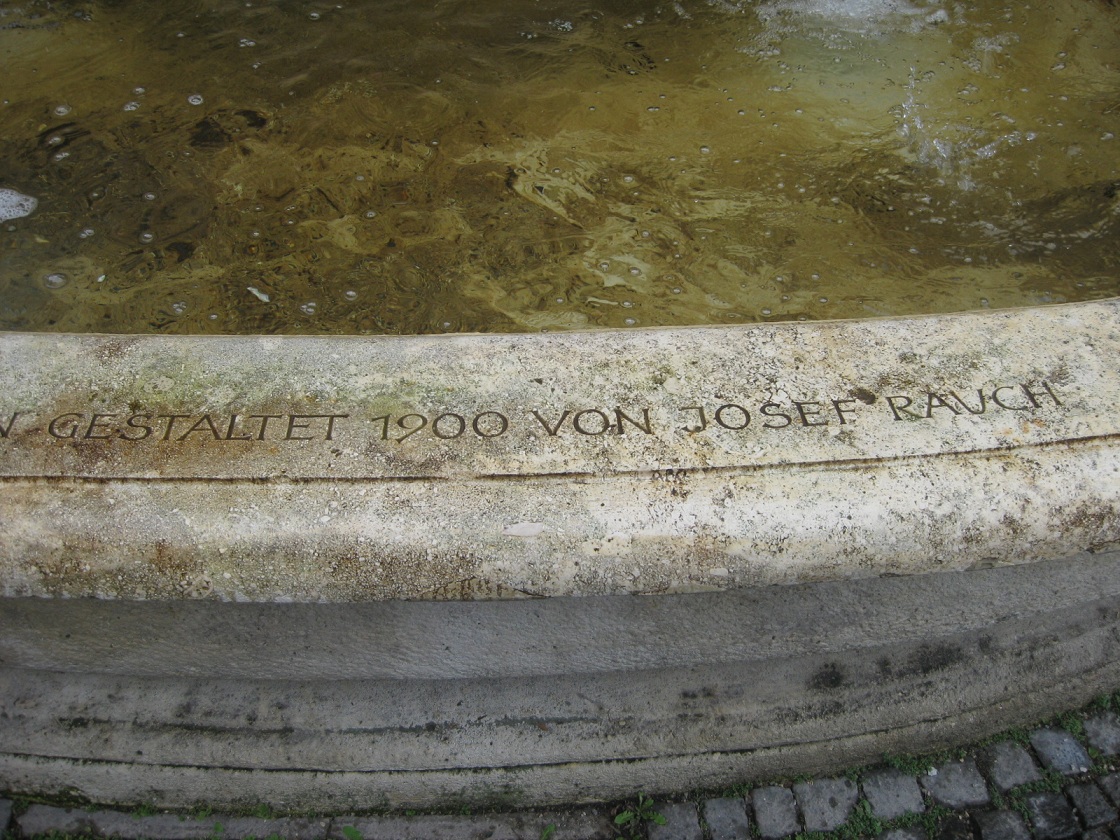 GESTALTET 1900 VON JOSEF RAUCH